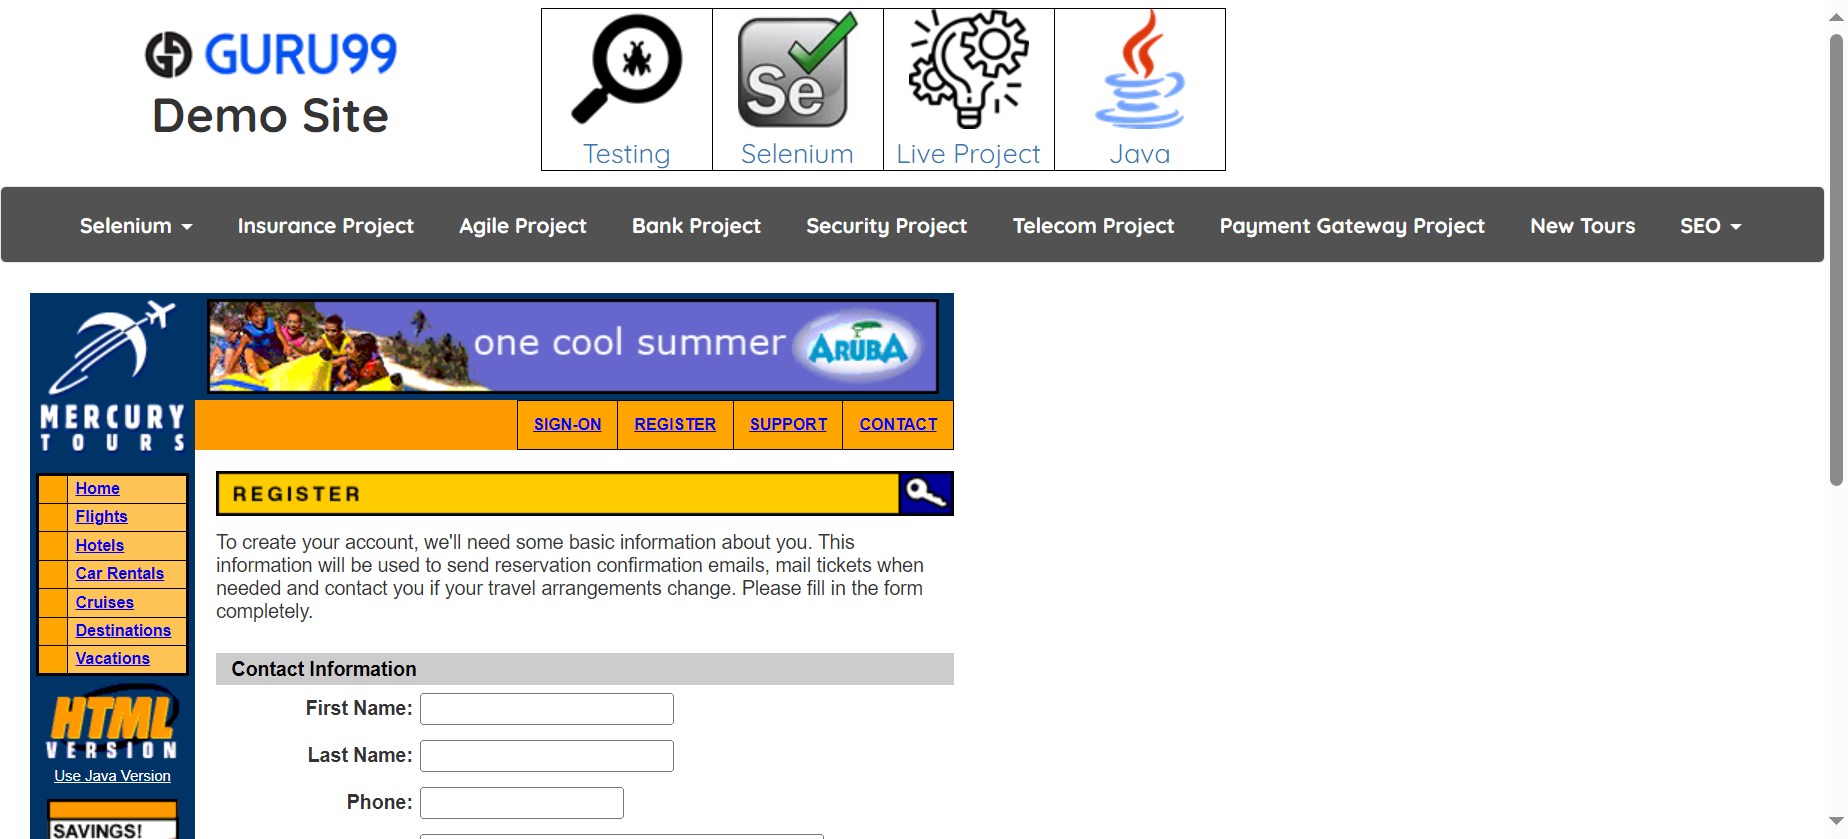 GURU99
Demo Site
Se
Testing
Selenium
Live Project
Java
Selenium
Insurance Project
Agile Project
Bank Project
Security Project
Telecom Project
Payment Gateway Project
New Tours
SEO
one cool summer
ARUBA
MERCURY
TOURS
SIGN-ON
REGISTER
SUPPORT
CONTACT
Home
Flights
Hotels
Car Rentals
Cruises
Destinations
Vacations
HTML
VERSION
Use Java Version
SAVINGS!
REGISTER
To create your account, we'll need some basic information about you. This
information will be used to send reservation confirmation emails, mail tickets when
needed and contact you if your travel arrangements change. Please fill in the form
completely.
Contact Information
First Name:
Last Name:
Phone: